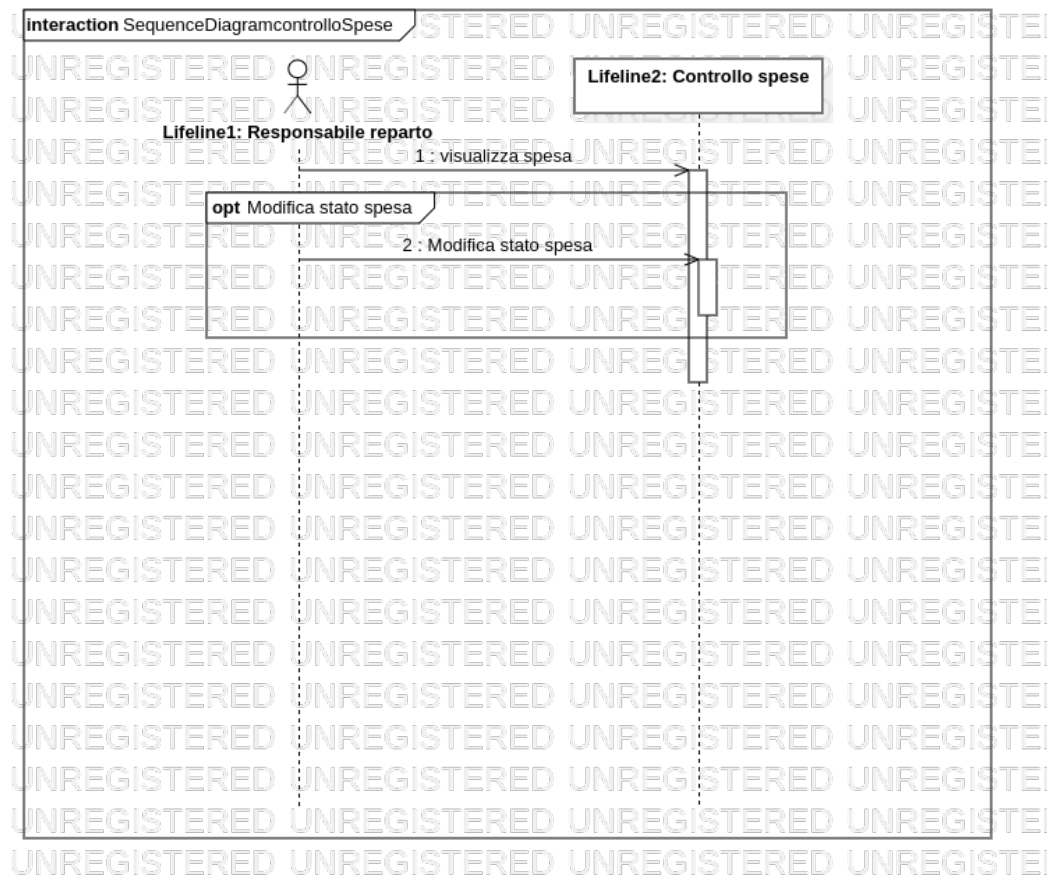 interaction SequenceDiagramcontrolloSpese
Lifeline2: Controllo spese
Lifeline1: Responsabile reparto
1 : visualizza spesa
opt Modifica stato spesa
2 : Modifica stato spesa
UNREGISTERED UNREGISTERED UNREGISTERED